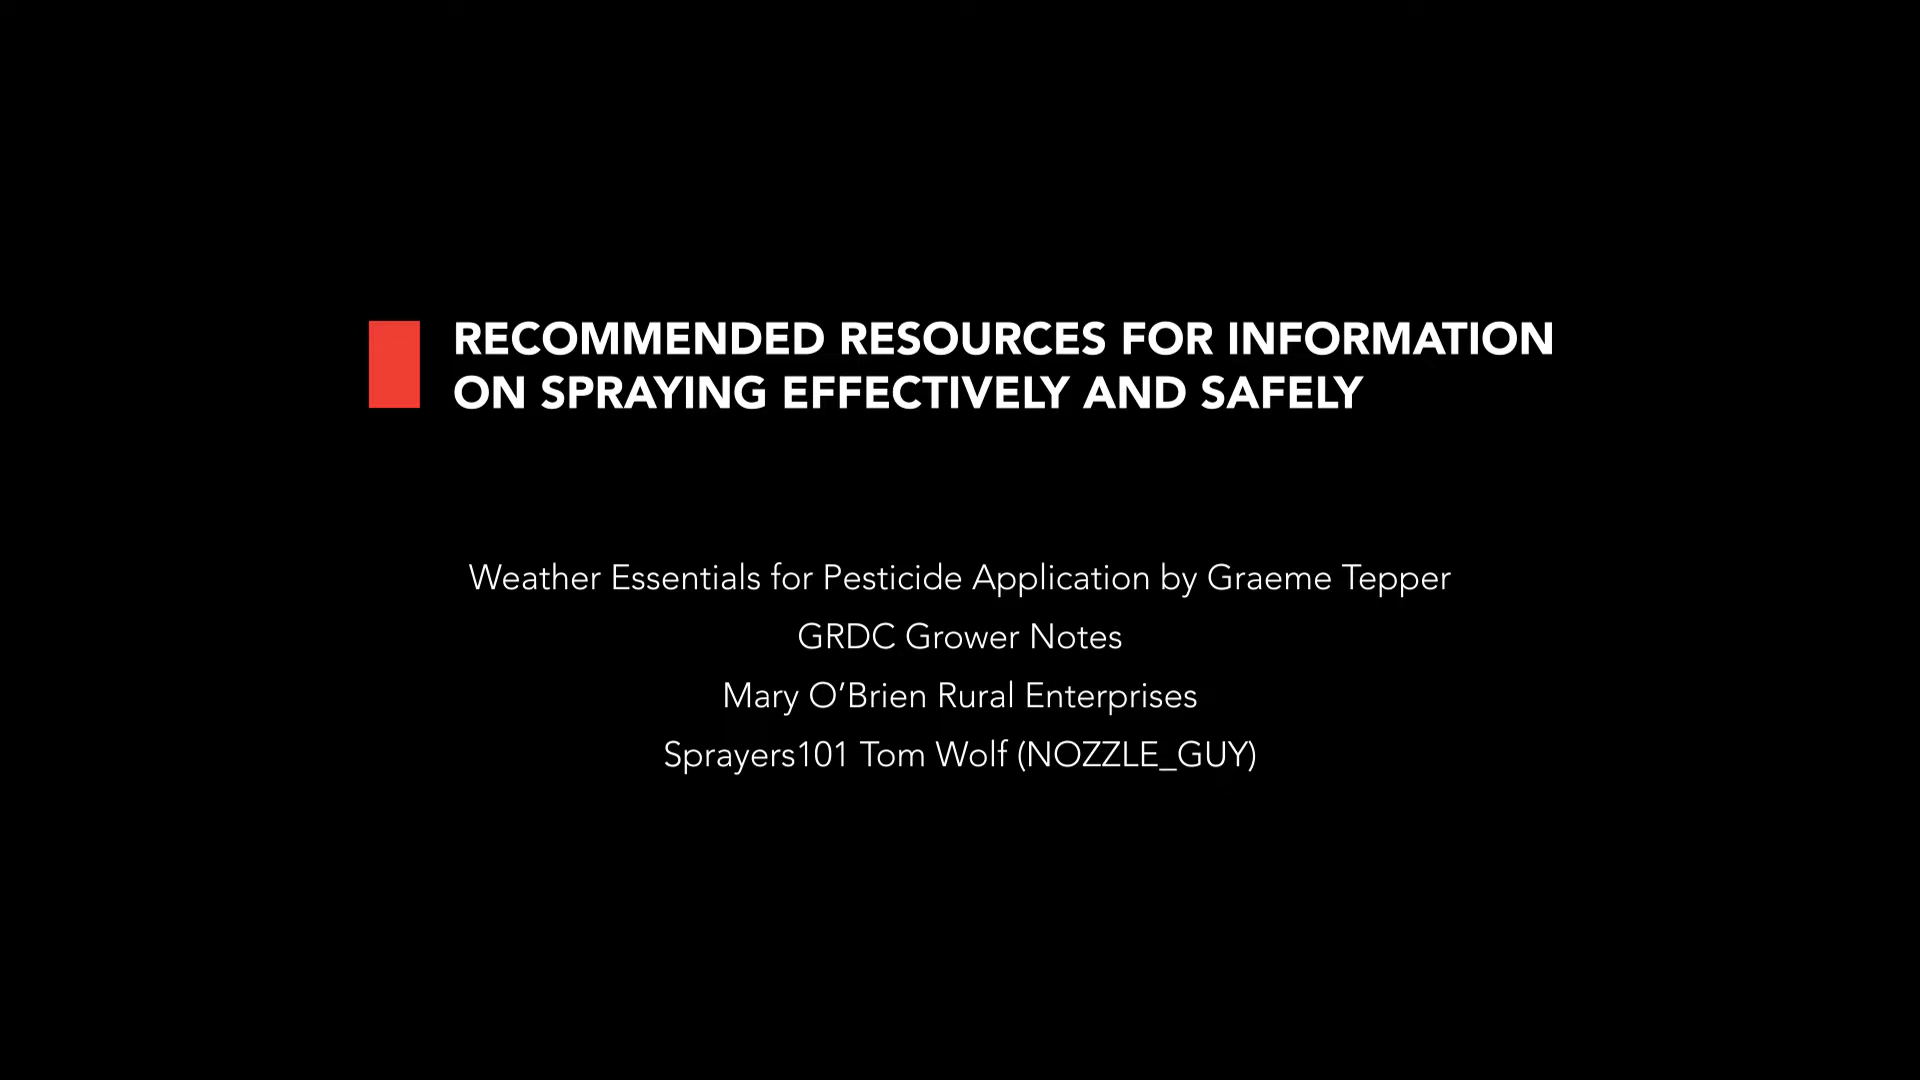 RECOMMENDED RESOURCES FOR INFORMATION
ON SPRAYING EFFECTIVELY AND SAFELY
Weather Essentials for Pesticide Application by Graeme Tepper
GRDC Grower Notes
Mary O’Brien Rural Enterprises
Sprayers101 Tom Wolf (NOZZLE_GUY)